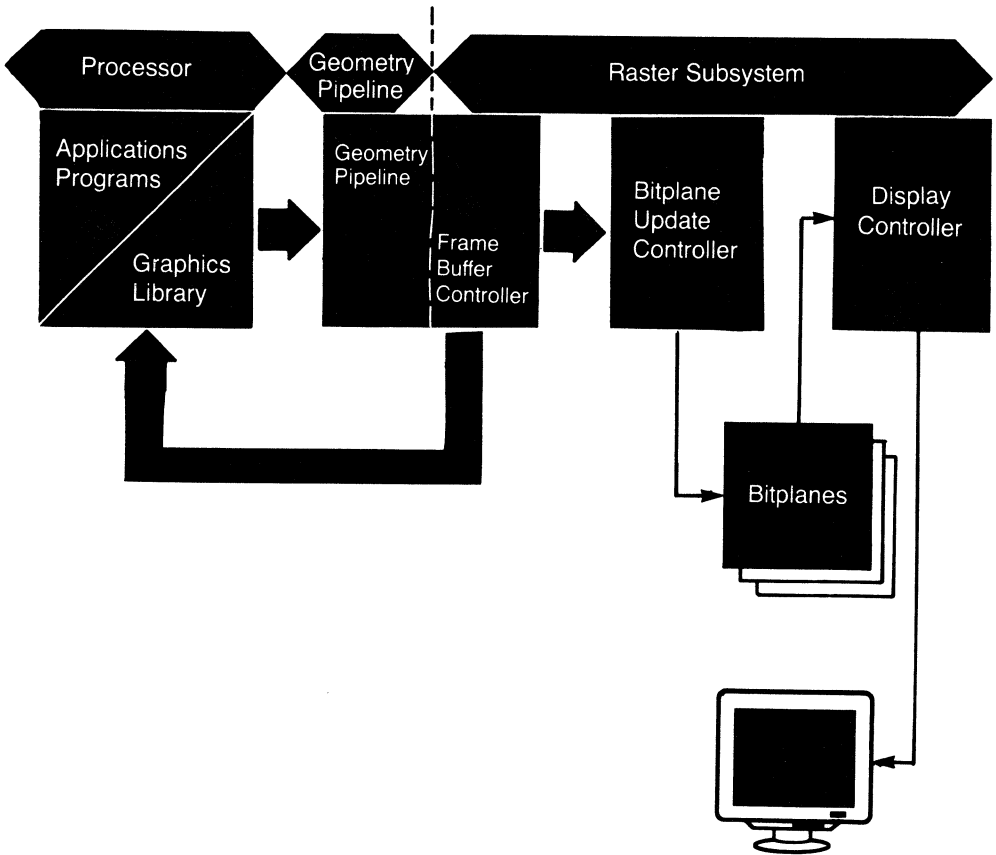 Processor
Geometry
Pipeline
Raster Subsystem
Applications
Programs
Graphics
Library
Geometry
Pipeline
Frame
Buffer
Controller
Bitplane
Update
Controller
Display
Controller
Bitplanes